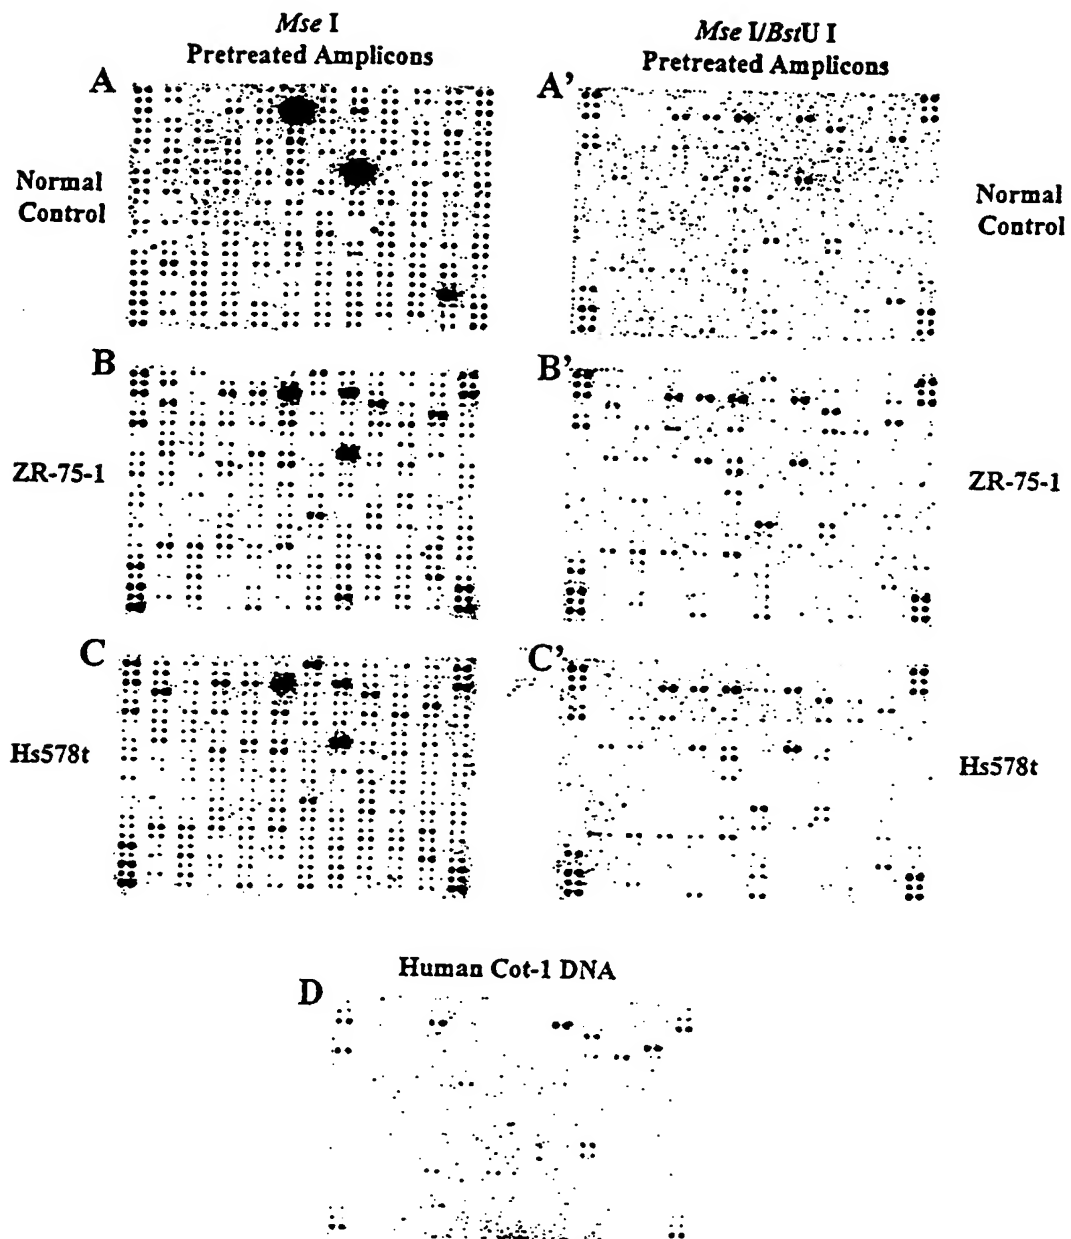 Mse I
Pretreated Amplicons
Mse I/BstU I
Pretreated Amplicons
A
A'
Normal
Control
Normal
Control
B
B'
ZR-75-1
ZR-75-1
C
C'
Hs578t
Hs578t
Human Cot-1 DNA
D